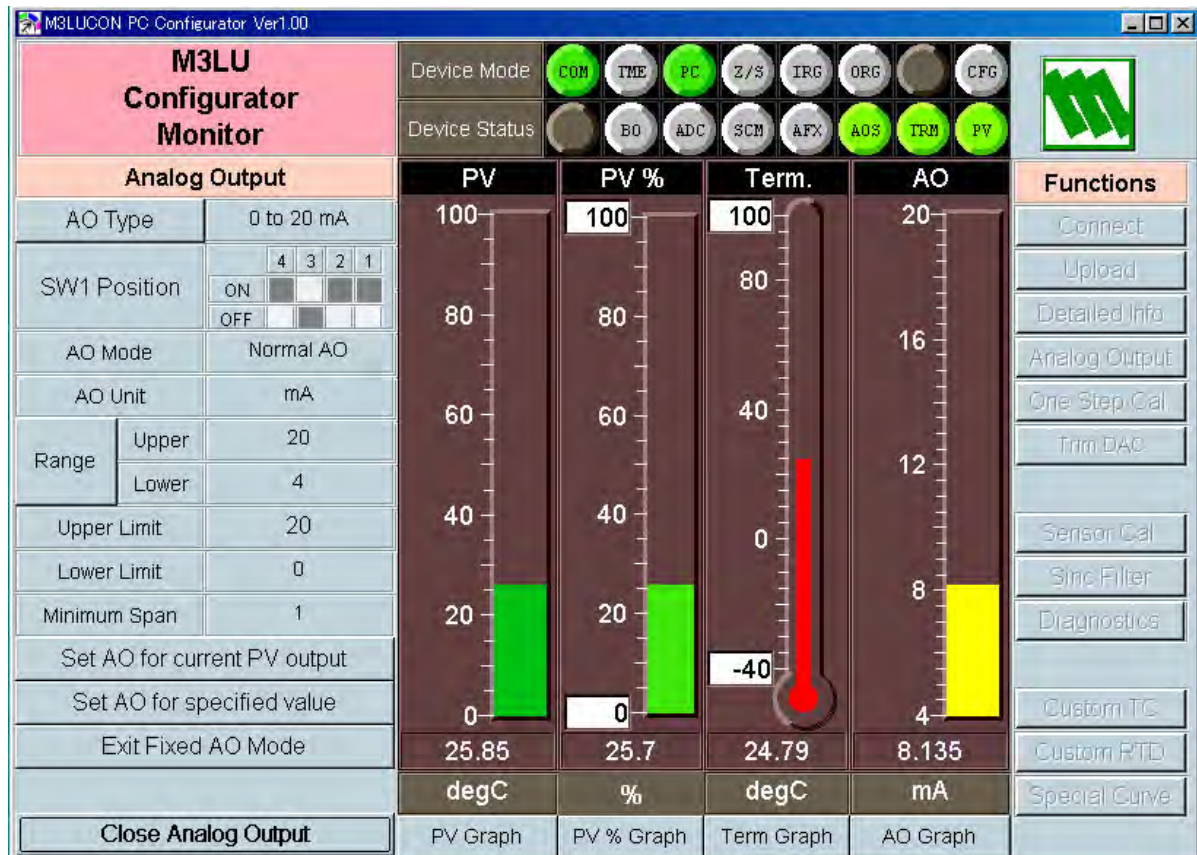 M3LUCON PC Configurator Ver1.00
M3LU
Configurator
Monitor
Device Mode COM TME PC Z/S IRG ORG CFG
Device Status BO ADC SCM AFX AOS TRM PV
Analog Output
AO Type 0 to 20 mA
SW1 Position 4 3 2 1
ON
OFF
AO Mode Normal AO
AO Unit mA
Range Upper 20
Lower 4
Upper Limit 20
Lower Limit 0
Minimum Span 1
Set AO for current PV output
Set AO for specified value
Exit Fixed AO Mode
Close Analog Output
PV
100
80
60
40
20
0
25.85
degC
PV Graph
PV %
100
80
60
40
20
0
25.7
%
PV % Graph
Term.
100
80
40
0
-40
24.79
degC
Term Graph
AO
20
16
12
8
4
8.135
mA
AO Graph
Functions
Connect
Upload
Detailed Info
Analog Output
One Step Cal
Trim DAC
Sensor Cal
Sinc Filter
Diagnostics
Custom TC
Custom RTD
Special Curve